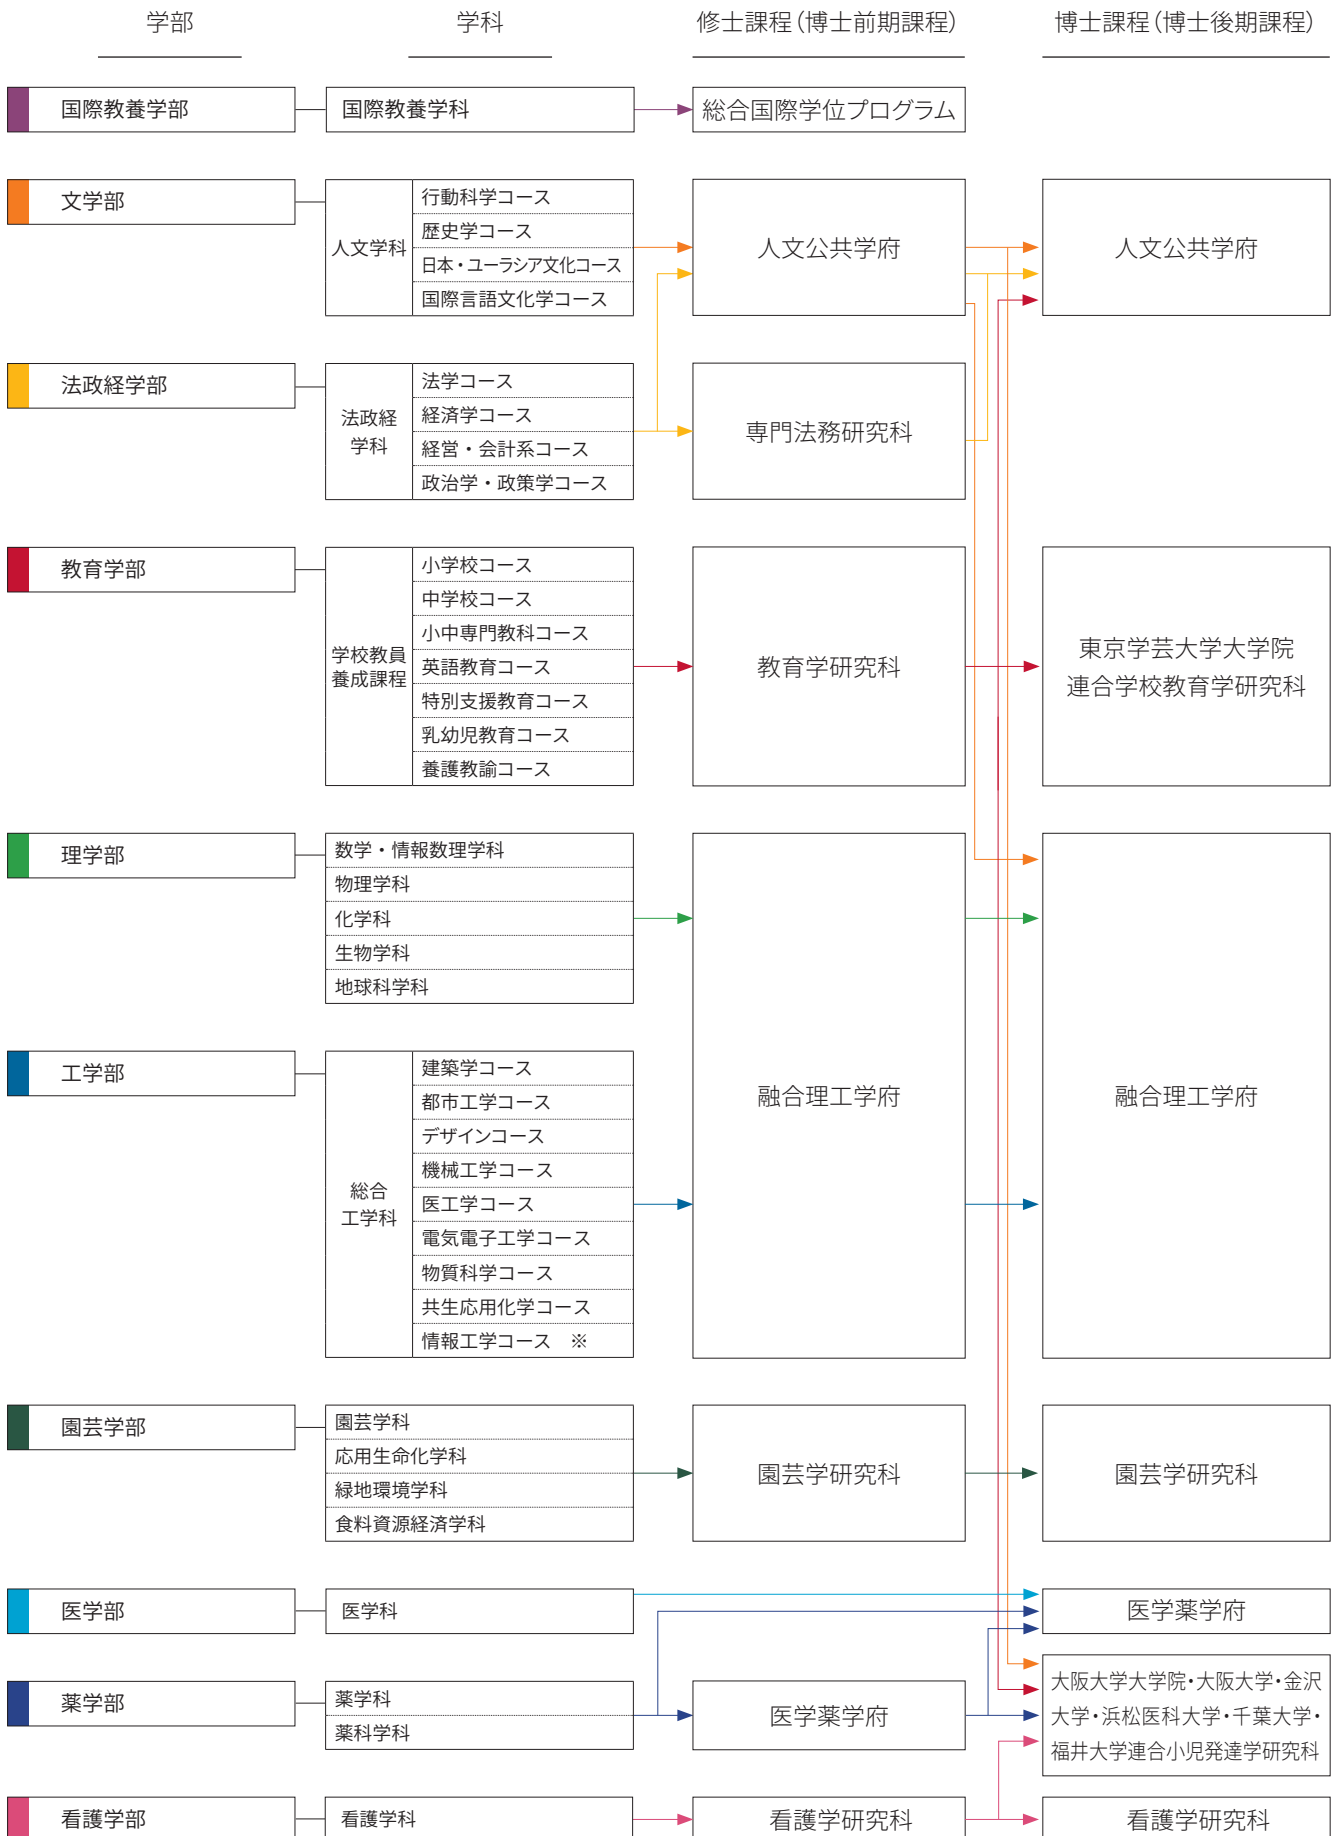 学部
学科
修士課程(博士前期課程)
博士課程(博士後期課程)
国際教養学部
国際教養学科
総合国際学位プログラム
文学部
人文学科
行動科学コース
歴史学コース
日本・ユーラシア文化コース
国際言語文化学コース
人文公共学府
人文公共学府
法政経学部
法政経
学科
法学コース
経済学コース
経営・会計系コース
政治学・政策学コース
専門法務研究科
教育学部
学校教員
養成課程
小学校コース
中学校コース
小中専門教科コース
英語教育コース
特別支援教育コース
乳幼児教育コース
養護教諭コース
教育学研究科
東京学芸大学大学院
連合学校教育学研究科
理学部
数学・情報数理学科
物理学科
化学科
生物学科
地球科学科
工学部
総合
工学科
建築学コース
都市工学コース
デザインコース
機械工学コース
医工学コース
電気電子工学コース
物質科学コース
共生応用化学コース
情報工学コース ※
融合理工学府
融合理工学府
園芸学部
園芸学科
応用生命化学科
緑地環境学科
食料資源経済学科
園芸学研究科
園芸学研究科
医学部
医学科
医学薬学府
薬学部
薬学科
薬科学科
医学薬学府
大阪大学大学院・大阪大学・金沢
大学・浜松医科大学・千葉大学・
福井大学連合小児発達学研究科
看護学部
看護学科
看護学研究科
看護学研究科